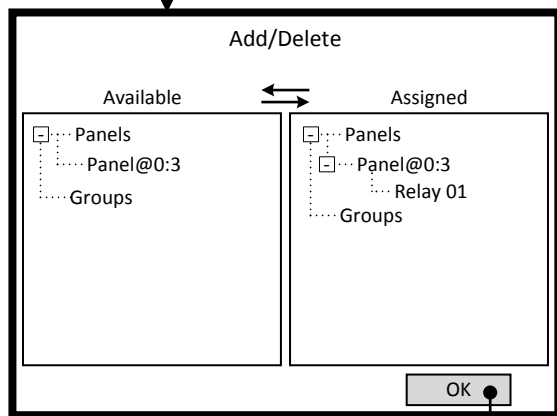 Add/Delete
Available
Assigned
- Panels
Panel@0:3
Groups
- Panels
- Panel@0:3
Relay 01
Groups
OK